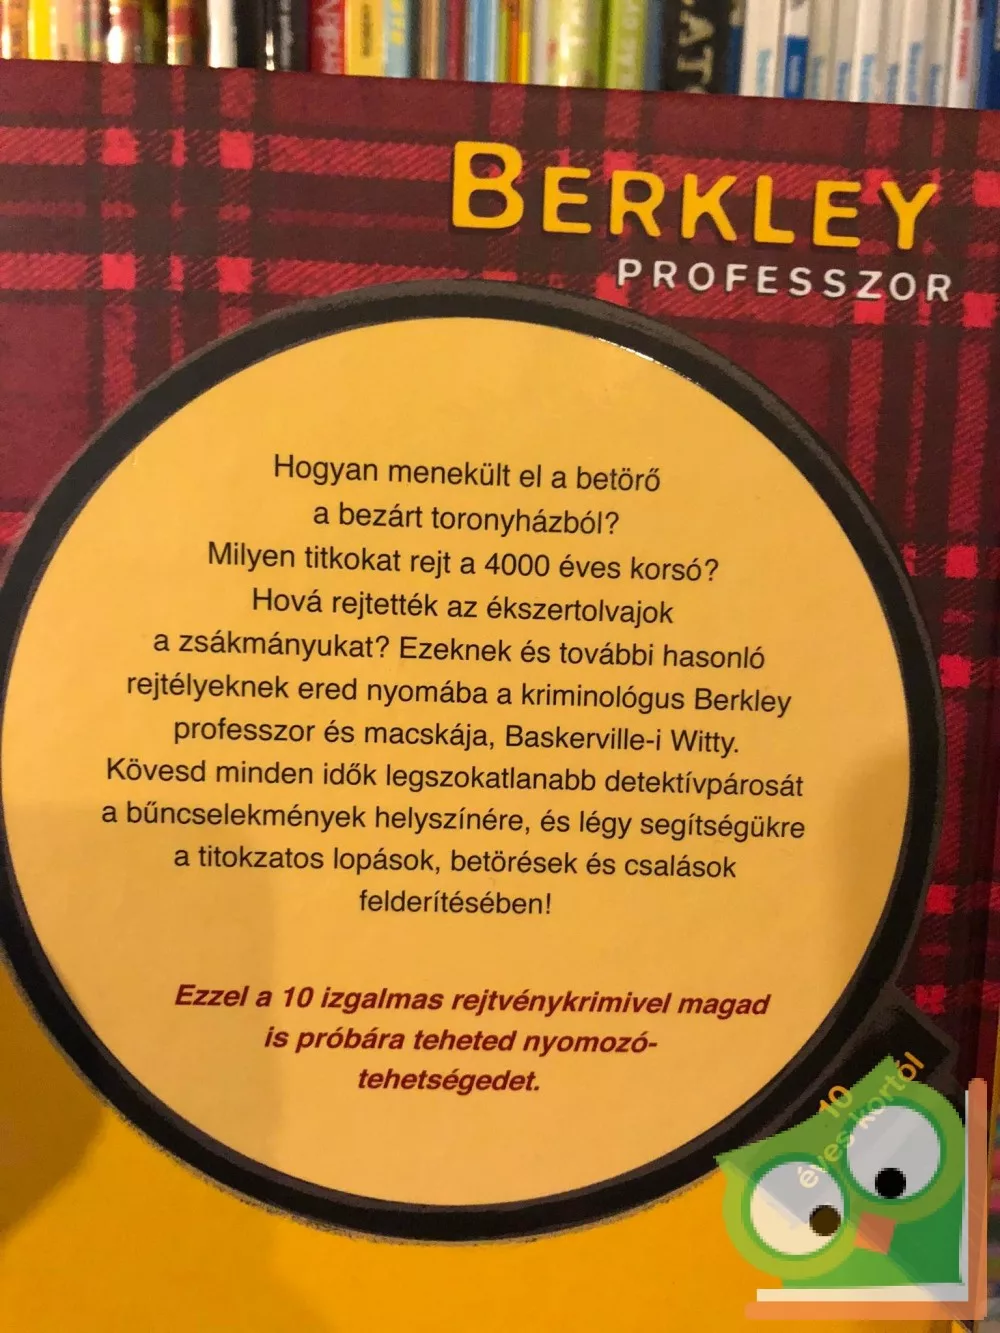 BERKLEY
PROFESSZOR
Hogyan menekült el a betörő
a bezárt toronyházból?
Milyen titkokat rejt a 4000 éves korsó?
Hová rejtették az ékszertolvajok
a zsákmányukat? Ezeknek és további hasonló
rejtélyeknek ered nyomába a kriminológus Berkley
professzor és macskája, Baskerville-i Witty.
Kövesd minden idők legszokatlanabb detektívpárosát
a bűncselekmények helyszínére, és légy segítségükre
a titokzatos lopások, betörések és csalások
felderítésében!
Ezzel a 10 izgalmas rejtvénykrimivel magad
is próbára teheted nyomozó-
tehetségedet.
10
éves kortól